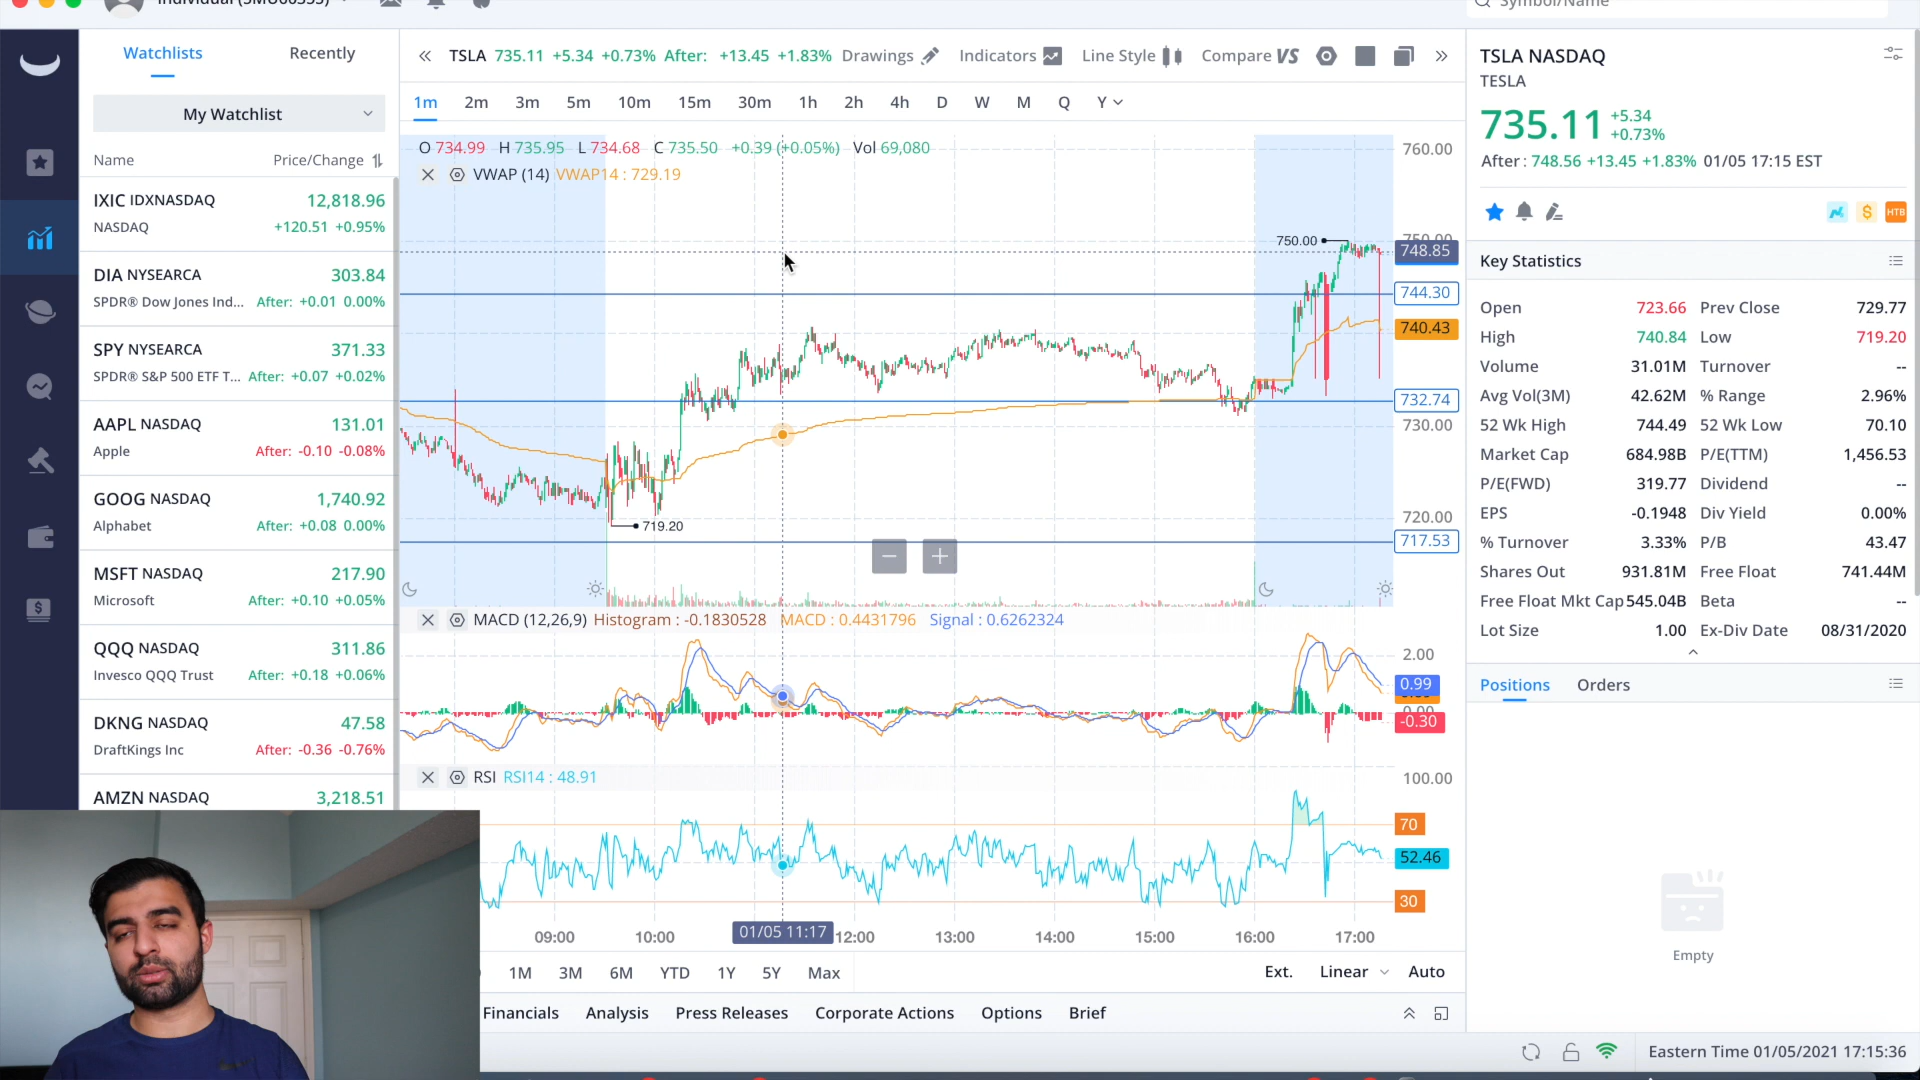 Symbol/Name
Watchlists Recently
My Watchlist
Name Price/Change
IXIC IDXNASDAQ 12,818.96
NASDAQ +120.51 +0.95%
DIA NYSEARCA 303.84
SPDR® Dow Jones Ind... After: +0.01 0.00%
SPY NYSEARCA 371.33
SPDR® S&P 500 ETF T... After: +0.07 +0.02%
AAPL NASDAQ 131.01
Apple After: -0.10 -0.08%
GOOG NASDAQ 1,740.92
Alphabet After: +0.08 0.00%
MSFT NASDAQ 217.90
Microsoft After: +0.10 +0.05%
QQQ NASDAQ 311.86
Invesco QQQ Trust After: +0.18 +0.06%
DKNG NASDAQ 47.58
DraftKings Inc After: -0.36 -0.76%
AMZN NASDAQ 3,218.51
TSLA 735.11 +5.34 +0.73% After: +13.45 +1.83% Drawings Indicators Line Style Compare VS
1m 2m 3m 5m 10m 15m 30m 1h 2h 4h D W M Q Y
O 734.99 H 735.95 L 734.68 C 735.50 +0.39 (+0.05%) Vol 69,080
VWAP (14) VWAP14 : 729.19
760.00
750.00
750.00
748.85
744.30
740.43
732.74
730.00
720.00
719.20
717.53
MACD (12,26,9) Histogram : -0.1830528 MACD : 0.4431796 Signal : 0.6262324
2.00
0.99
0.00
-0.30
RSI RSI14 : 48.91
100.00
70
52.46
30
09:00 10:00 01/05 11:17 12:00 13:00 14:00 15:00 16:00 17:00
1M 3M 6M YTD 1Y 5Y Max Ext. Linear Auto
Financials Analysis Press Releases Corporate Actions Options Brief
TSLA NASDAQ
TESLA
735.11 +5.34
+0.73%
After : 748.56 +13.45 +1.83% 01/05 17:15 EST
$ HTB
Key Statistics
Open 723.66 Prev Close 729.77
High 740.84 Low 719.20
Volume 31.01M Turnover --
Avg Vol(3M) 42.62M % Range 2.96%
52 Wk High 744.49 52 Wk Low 70.10
Market Cap 684.98B P/E(TTM) 1,456.53
P/E(FWD) 319.77 Dividend --
EPS -0.1948 Div Yield 0.00%
% Turnover 3.33% P/B 43.47
Shares Out 931.81M Free Float 741.44M
Free Float Mkt Cap 545.04B Beta --
Lot Size 1.00 Ex-Div Date 08/31/2020
Positions Orders
Empty
Eastern Time 01/05/2021 17:15:36